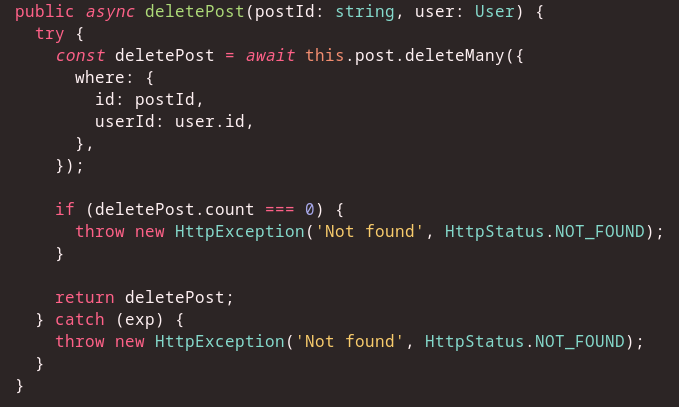 public async deletePost(postId: string, user: User) {
  try {
    const deletePost = await this.post.deleteMany({
      where: {
        id: postId,
        userId: user.id,
      },
    });

    if (deletePost.count === 0) {
      throw new HttpException('Not found', HttpStatus.NOT_FOUND);
    }

    return deletePost;
  } catch (exp) {
    throw new HttpException('Not found', HttpStatus.NOT_FOUND);
  }
}